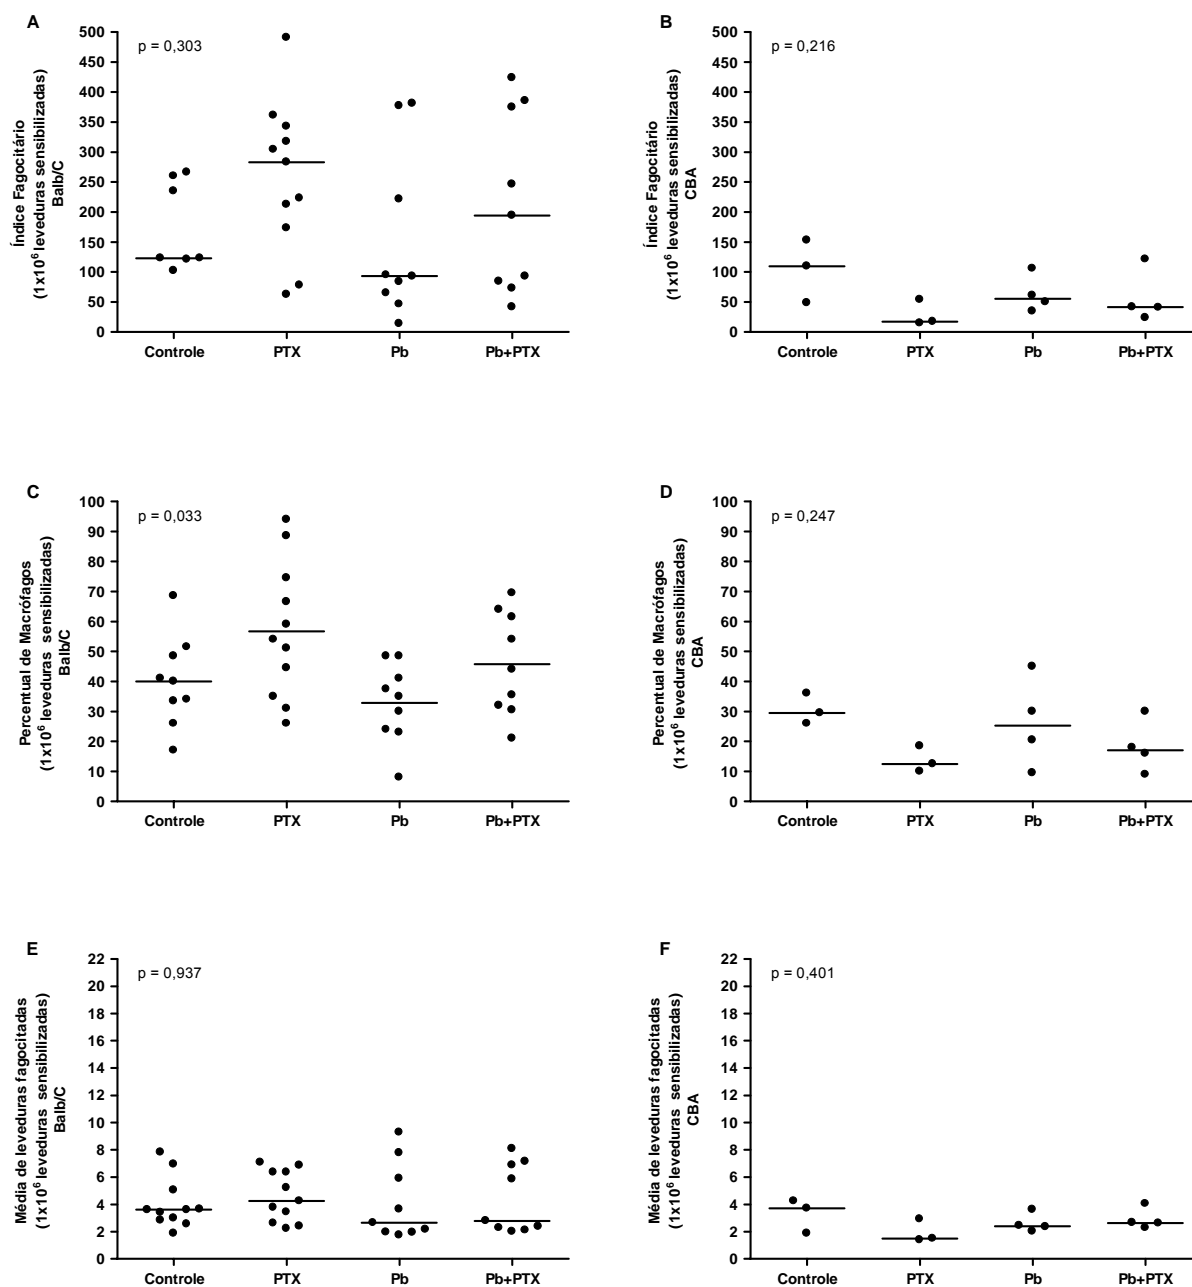 A
p = 0,303
Índice Fagocitário
(1x10⁶ leveduras sensibilizadas)
Balb/C
500
450
400
350
300
250
200
150
100
50
0
Controle PTX Pb Pb+PTX
B
p = 0,216
Índice Fagocitário
(1x10⁶ leveduras sensibilizadas)
CBA
500
450
400
350
300
250
200
150
100
50
0
Controle PTX Pb Pb+PTX
C
p = 0,033
Percentual de Macrófagos
(1x10⁶ leveduras sensibilizadas)
Balb/C
100
90
80
70
60
50
40
30
20
10
0
Controle PTX Pb Pb+PTX
D
p = 0,247
Percentual de Macrófagos
(1x10⁶ leveduras sensibilizadas)
CBA
100
90
80
70
60
50
40
30
20
10
0
Controle PTX Pb Pb+PTX
E
p = 0,937
Média de leveduras fagocitadas
(1x10⁶ leveduras sensibilizadas)
Balb/C
22
20
18
16
14
12
10
8
6
4
2
0
Controle PTX Pb Pb+PTX
F
p = 0,401
Média de leveduras fagocitadas
(1x10⁶ leveduras sensibilizadas)
CBA
22
20
18
16
14
12
10
8
6
4
2
0
Controle PTX Pb Pb+PTX